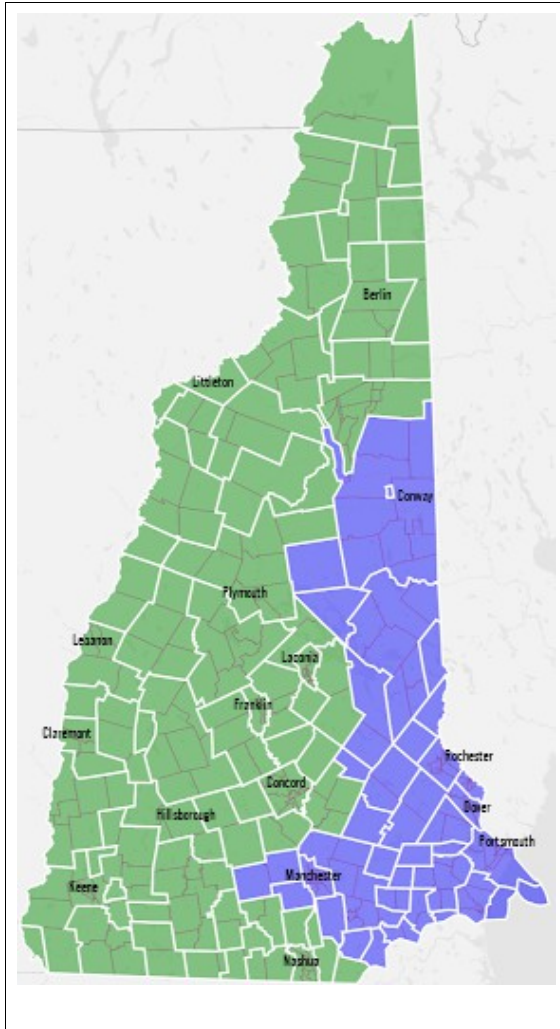 Berlin
Littleton
Conway
Plymouth
Lebanon
Laconia
Franklin
Claremont
Rochester
Concord
Dover
Hillsborough
Portsmouth
Manchester
Keene
Nashua